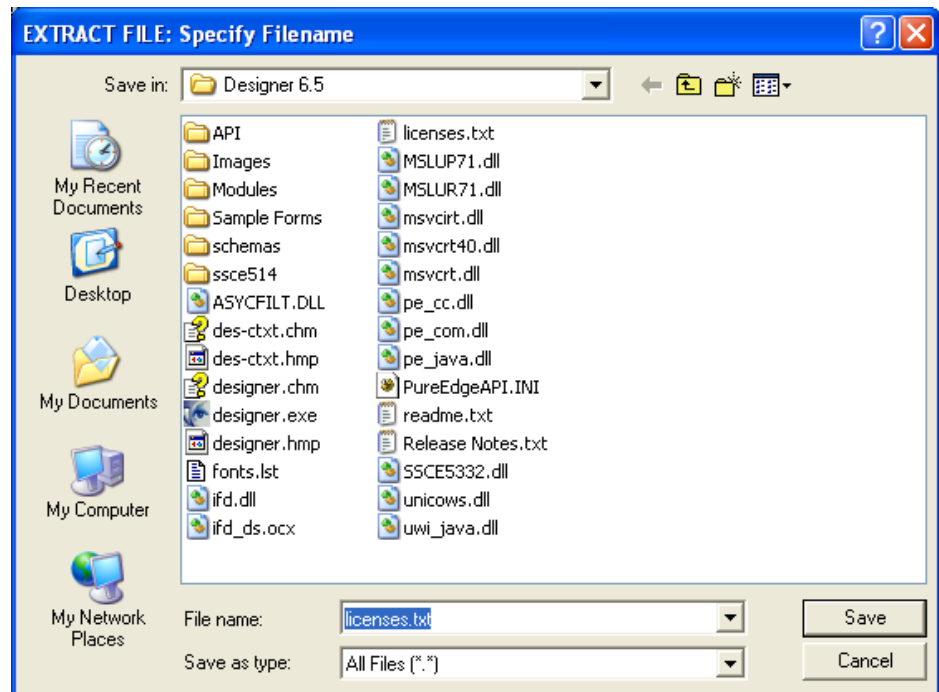 EXTRACT FILE: Specify Filename
Save in:
Designer 6.5
My Recent
Documents
Desktop
My Documents
My Computer
My Network
Places
API
Images
Modules
Sample Forms
schemas
ssce514
ASYCFILT.DLL
des-ctxt.chm
des-ctxt.hmp
designer.chm
designer.exe
designer.hmp
fonts.lst
ifd.dll
ifd_ds.ocx
licenses.txt
MSLUP71.dll
MSLUR71.dll
msvcirt.dll
msvcrt40.dll
msvcrt.dll
pe_cc.dll
pe_com.dll
pe_java.dll
PureEdgeAPI.INI
readme.txt
Release Notes.txt
SSCE5332.dll
unicows.dll
uwi_java.dll
File name:
licenses.txt
Save
Save as type:
All Files (*.*)
Cancel